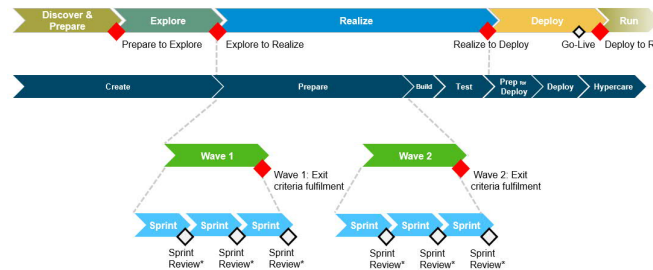 Discover &
Prepare
Explore
Realize
Deploy
Run
Prepare to Explore
Explore to Realize
Realize to Deploy
Go-Live
Deploy to R
Create
Prepare
Build
Test
Prep for
Deploy
Deploy
Hypercare
Wave 1
Wave 2
Wave 1: Exit
criteria fulfilment
Wave 2: Exit
criteria fulfilment
Sprint
Sprint
Sprint
Sprint
Sprint
Sprint
Sprint
Review*
Sprint
Review*
Sprint
Review*
Sprint
Review*
Sprint
Review*
Sprint
Review*